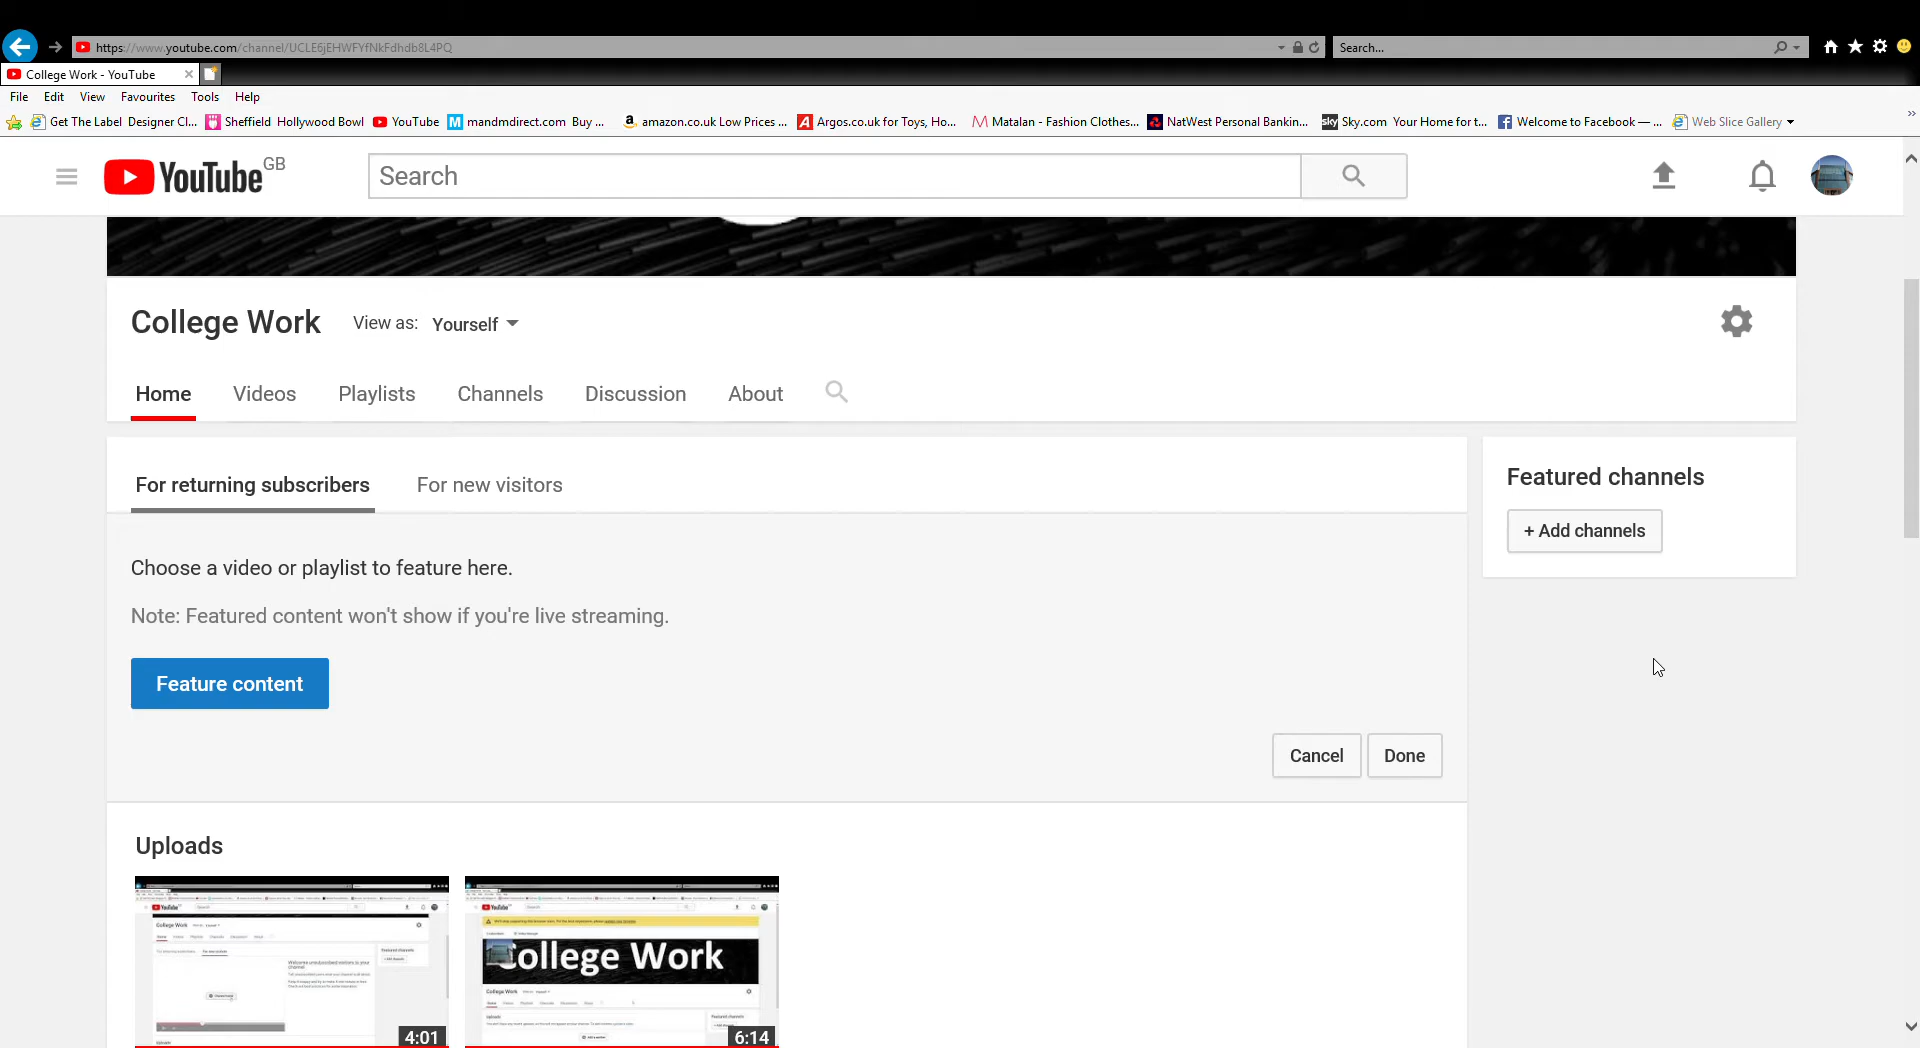 https://www.youtube.com/channel/UCLE6jEHWFYfNkFdhdb8L4PQ
Search...
College Work - YouTube
File Edit View Favourites Tools Help
Get The Label Designer Cl... Sheffield Hollywood Bowl YouTube mandmdirect.com Buy ... amazon.co.uk Low Prices ... Argos.co.uk for Toys, Ho... Matalan - Fashion Clothes... NatWest Personal Bankin... sky Sky.com Your Home for t... Welcome to Facebook — ... Web Slice Gallery
YouTube GB
Search
College Work View as: Yourself
Home Videos Playlists Channels Discussion About
For returning subscribers For new visitors
Featured channels
+ Add channels
Choose a video or playlist to feature here.
Note: Featured content won't show if you're live streaming.
Feature content
Cancel Done
Uploads
College Work
4:01
6:14